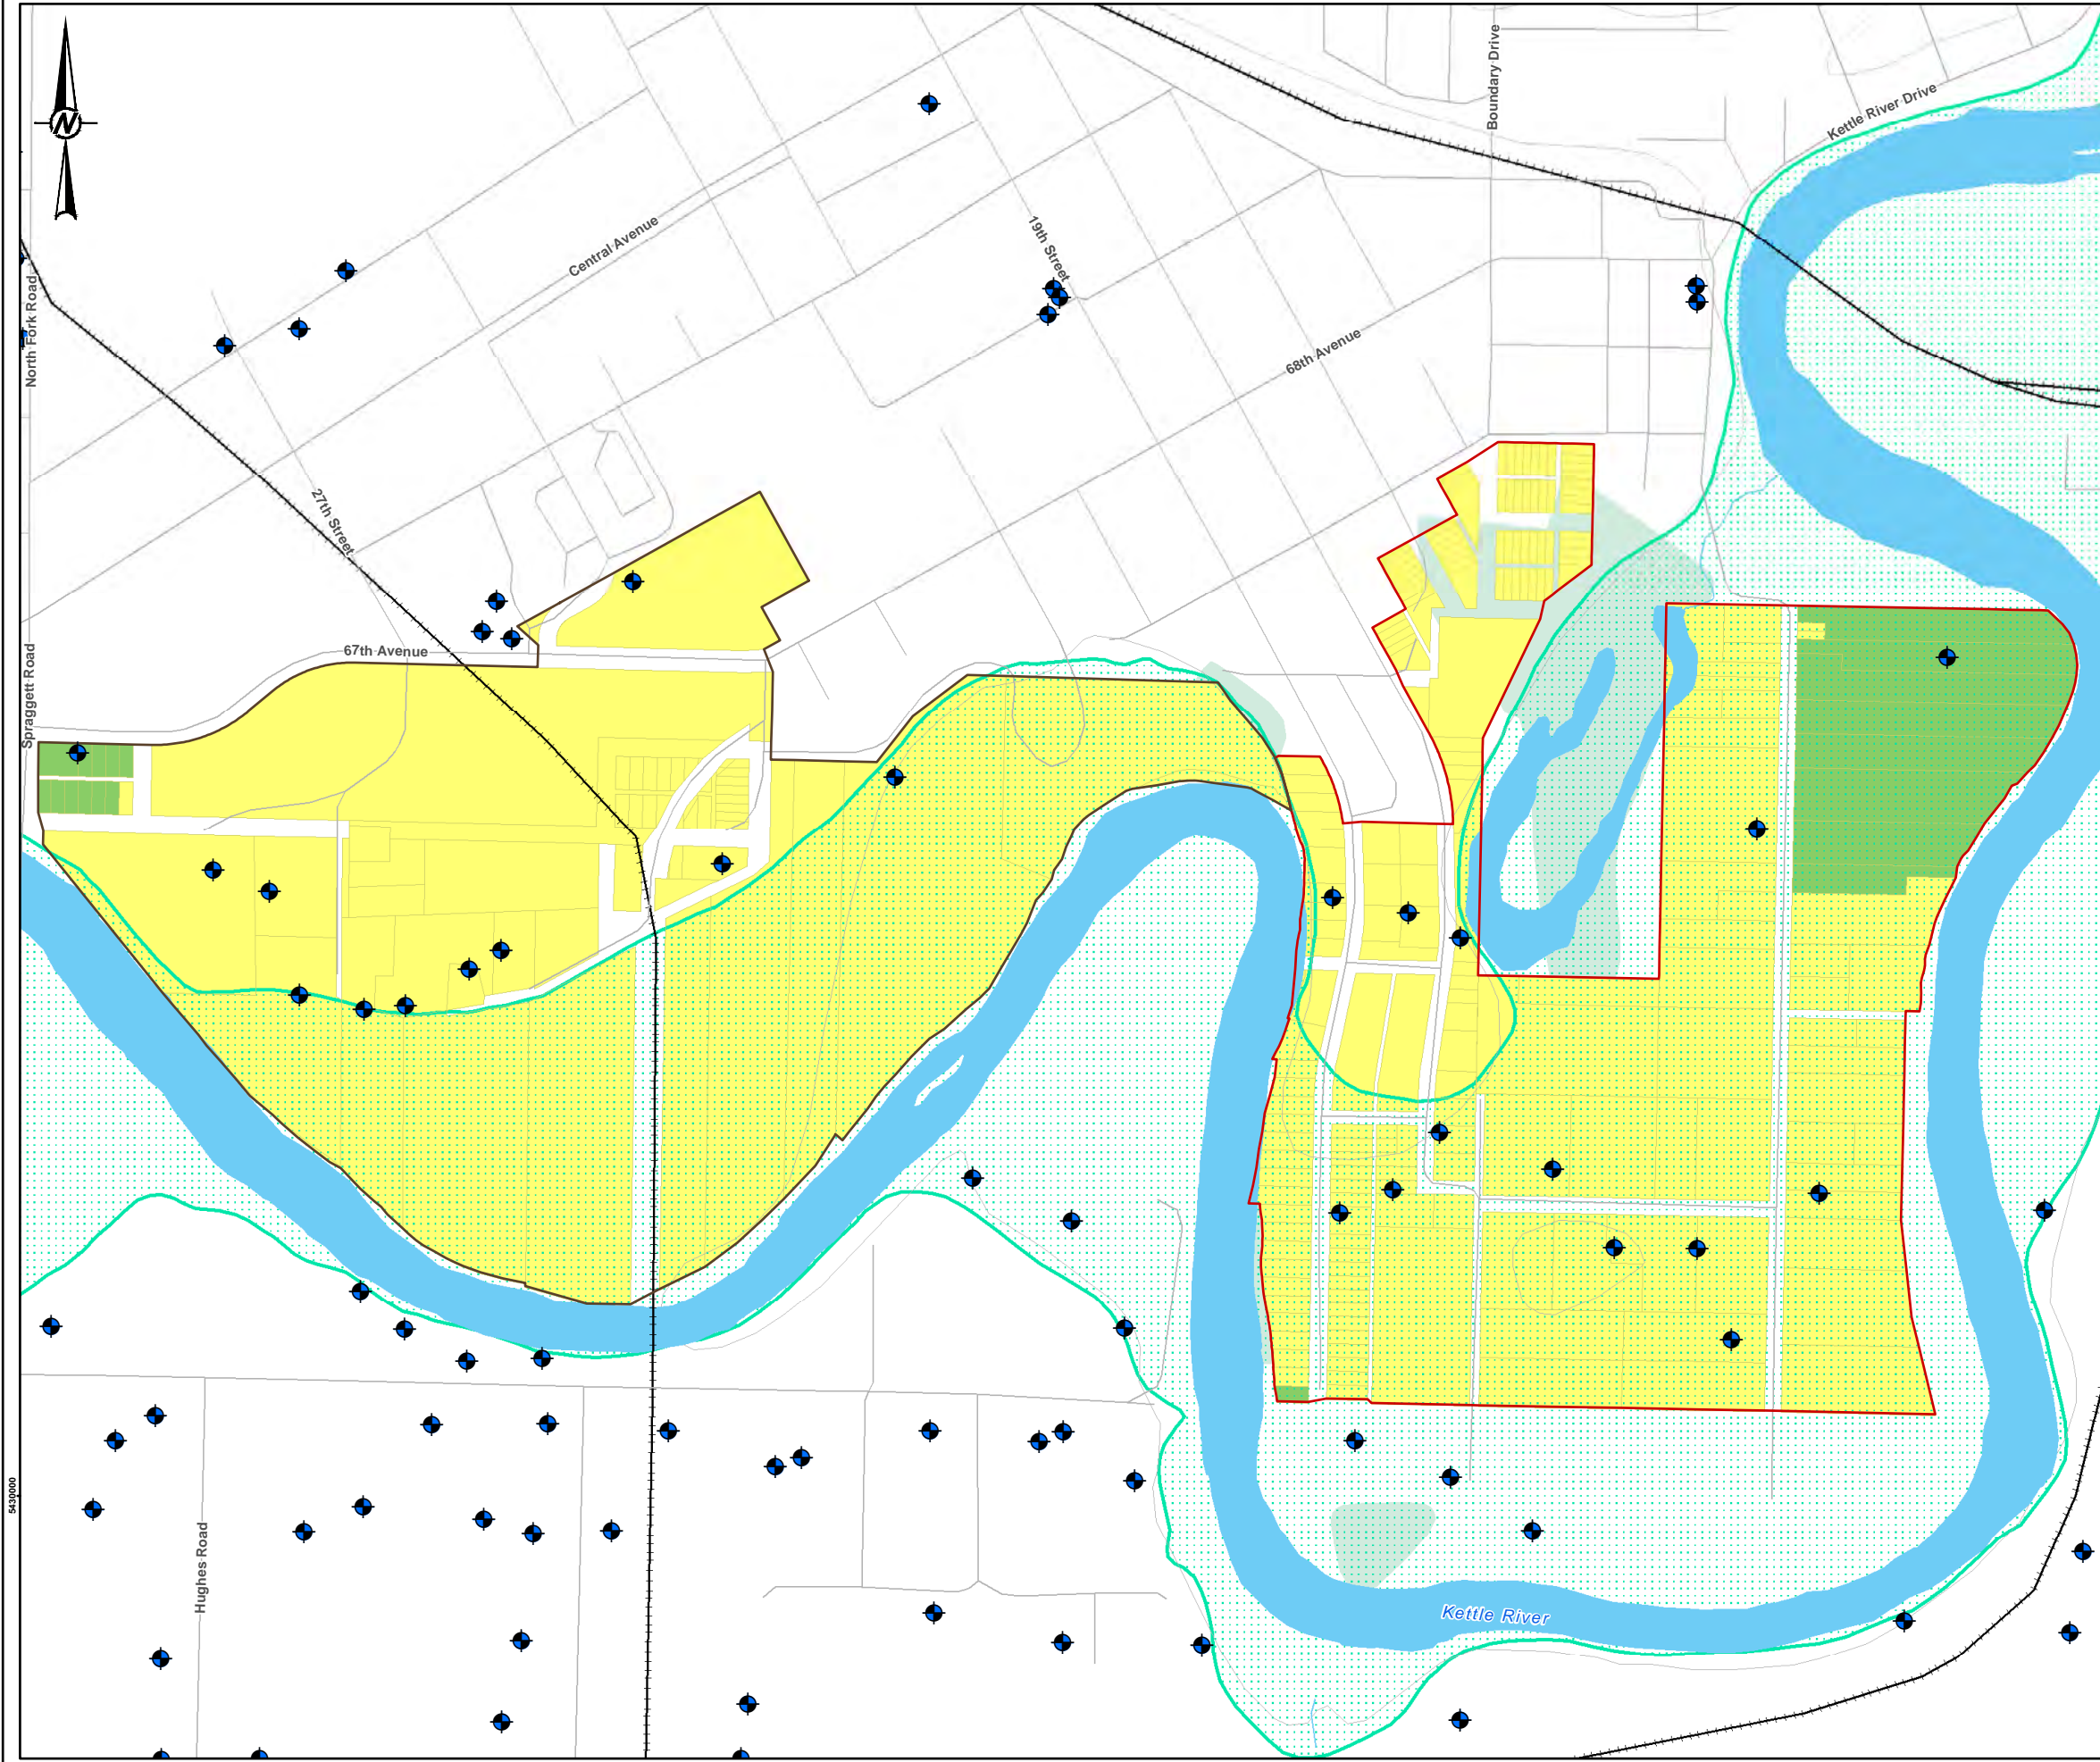 N
Boundary Drive
Kettle River Drive
Central Avenue
19th Street
North Fork Road
68th Avenue
27th Street
67th Avenue
Spraggett Road
5430000
Hughes Road
Kettle River